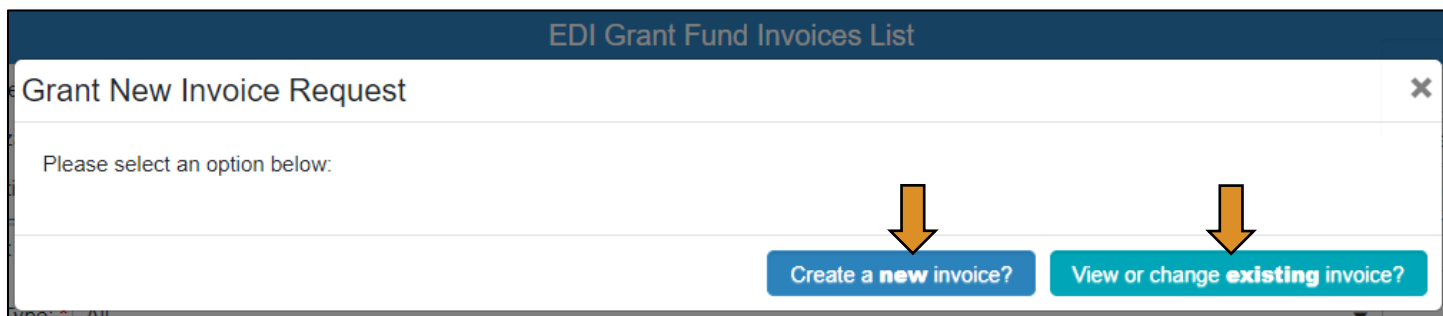 EDI Grant Fund Invoices List
Grant New Invoice Request
Please select an option below:
Create a new invoice?
View or change existing invoice?
All